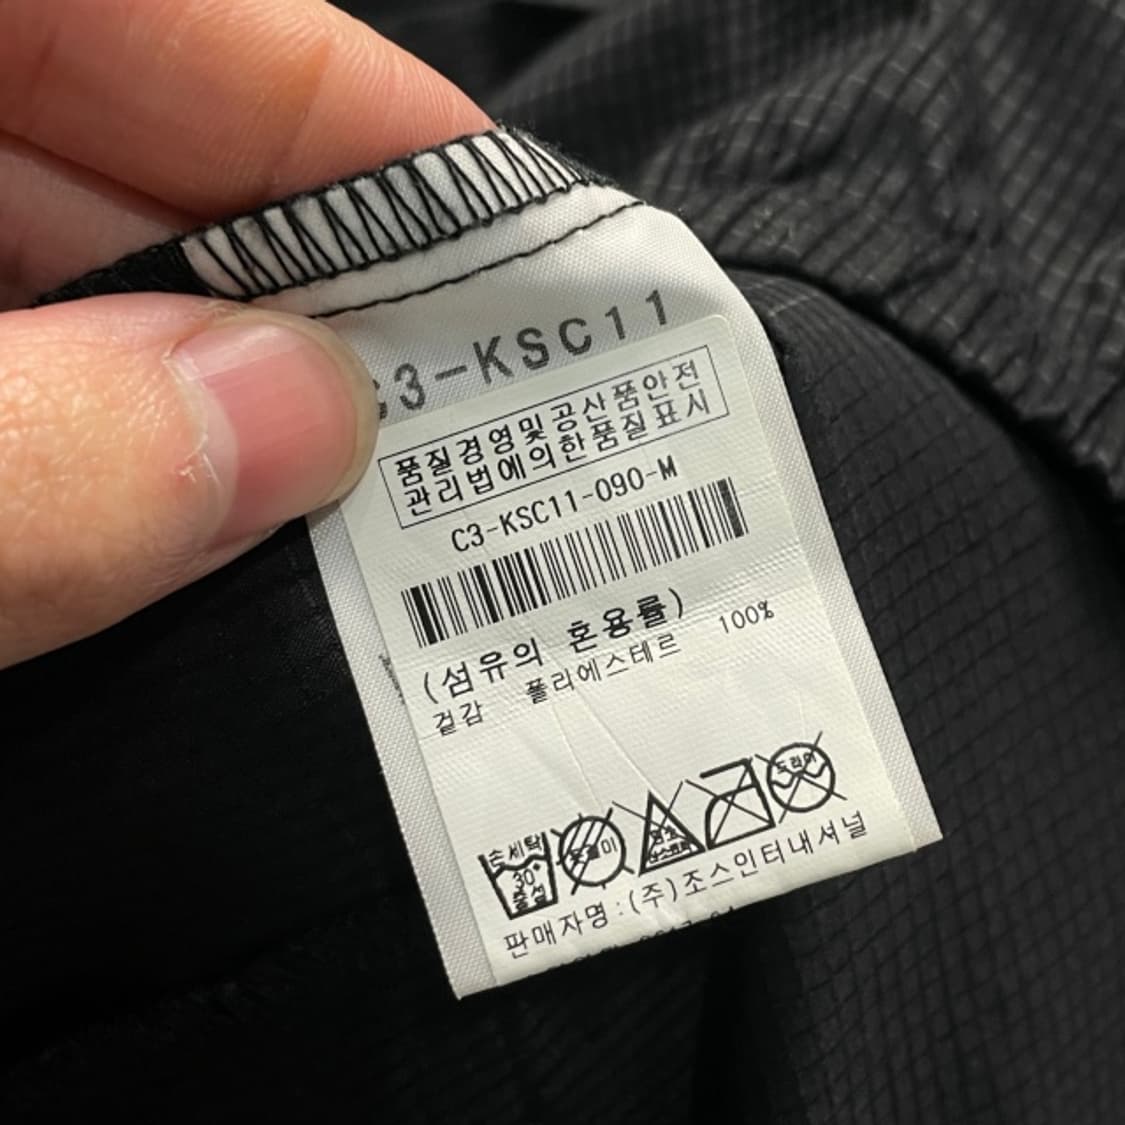 C3-KSC11
품질경영및공산품안전
관리법에의한품질표시
C3-KSC11-090-M
(섬유의 혼용률)
겉감 폴리에스테르 100%
손세탁
30°
중성
드라이
판매자명:(주)조스인터내셔널